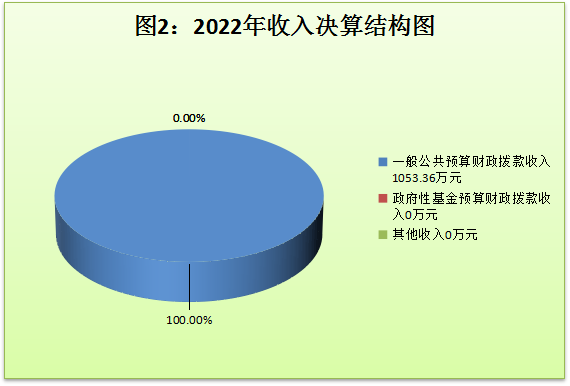 图2：2022年收入决算结构图
0.00%
一般公共预算财政拨款收入
1053.36万元
政府性基金预算财政拨款收
入0万元
其他收入0万元
100.00%